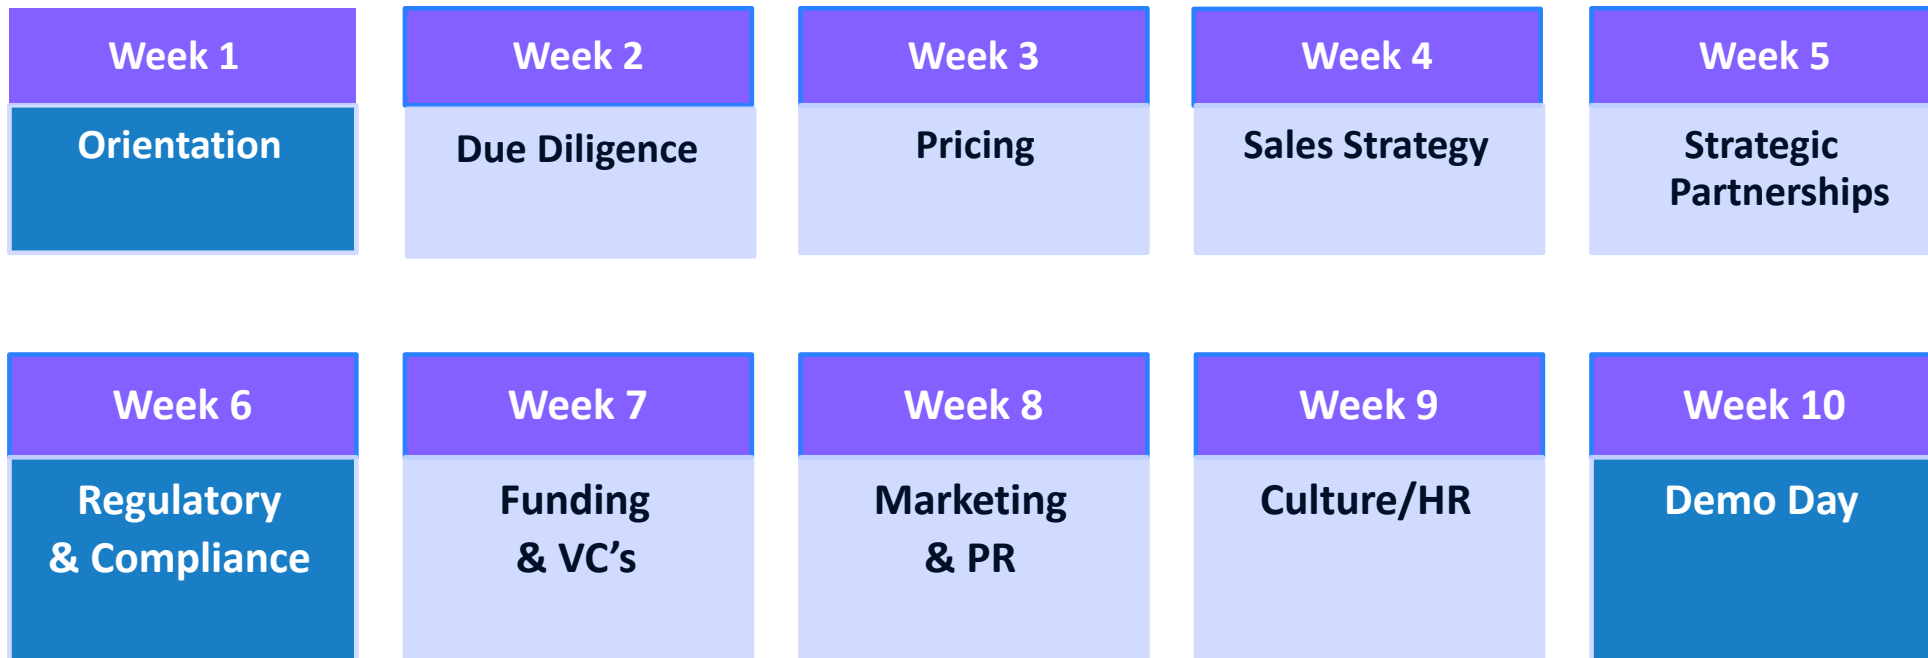 Week 1
Orientation
Week 2
Due Diligence
Week 3
Pricing
Week 4
Sales Strategy
Week 5
Strategic
Partnerships
Week 6
Regulatory
& Compliance
Week 7
Funding
& VC’s
Week 8
Marketing
& PR
Week 9
Culture/HR
Week 10
Demo Day